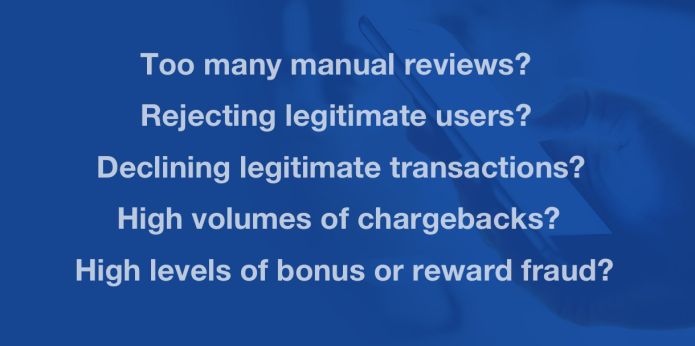 Too many manual reviews?
Rejecting legitimate users?
Declining legitimate transactions?
High volumes of chargebacks?
High levels of bonus or reward fraud?